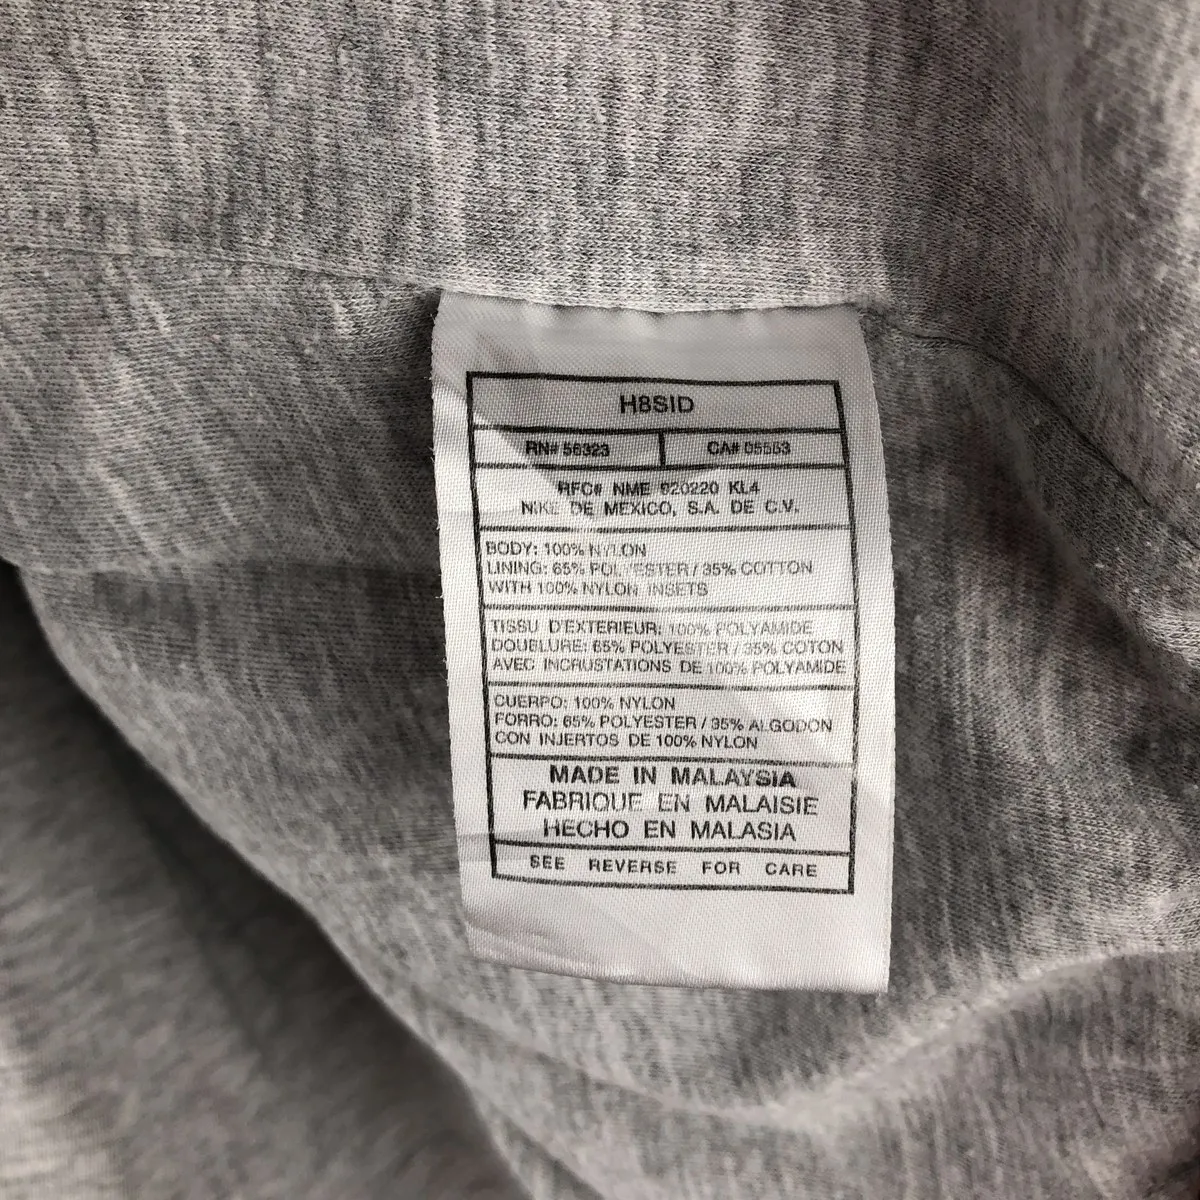 H8SID
RN# 56323 CA# 05553
RFC# NME 920220 KL4
NIKE DE MEXICO, S.A. DE C.V.
BODY: 100% NYLON
LINING: 65% POLYESTER / 35% COTTON
WITH 100% NYLON INSETS
TISSU D'EXTERIEUR: 100% POLYAMIDE
DOUBLURE: 65% POLYESTER / 35% COTON
AVEC INCRUSTATIONS DE 100% POLYAMIDE
CUERPO: 100% NYLON
FORRO: 65% POLYESTER / 35% ALGODON
CON INJERTOS DE 100% NYLON
MADE IN MALAYSIA
FABRIQUE EN MALAISIE
HECHO EN MALASIA
SEE REVERSE FOR CARE